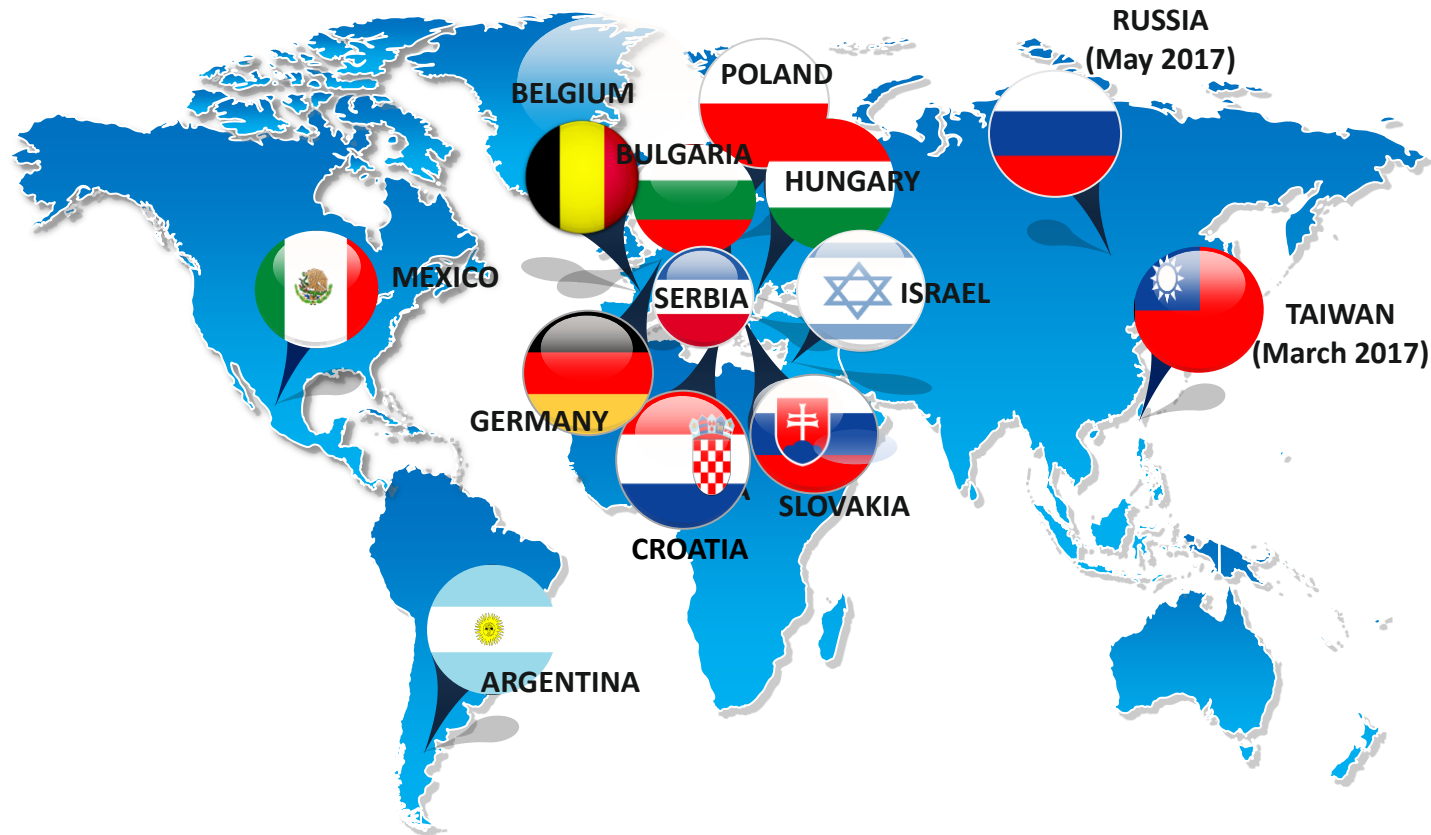 RUSSIA
(May 2017)
POLAND
BELGIUM
BULGARIA
HUNGARY
MEXICO
SERBIA
ISRAEL
TAIWAN
(March 2017)
GERMANY
SLOVAKIA
CROATIA
ARGENTINA